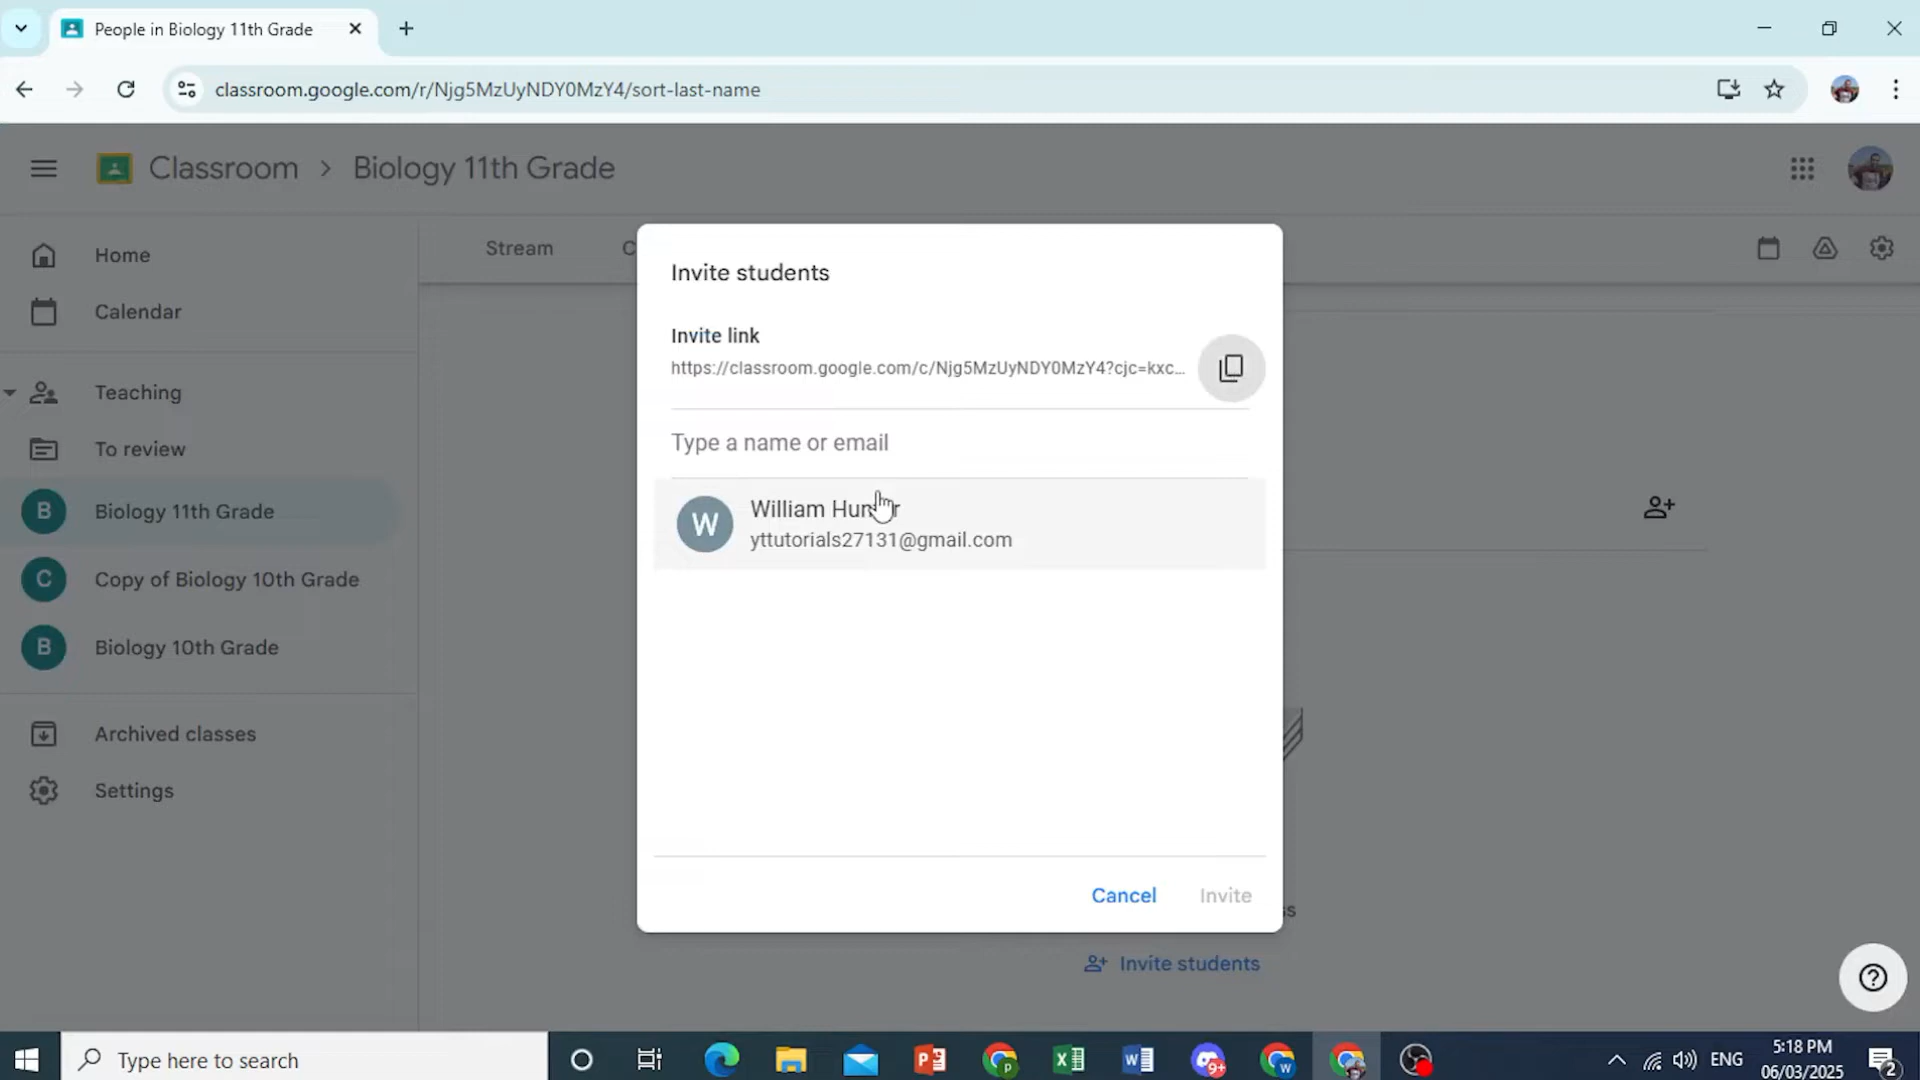 People in Biology 11th Grade
classroom.google.com/r/Njg5MzUyNDY0MzY4/sort-last-name
Classroom > Biology 11th Grade
Home
Calendar
Teaching
To review
B Biology 11th Grade
C Copy of Biology 10th Grade
B Biology 10th Grade
Archived classes
Settings
Stream
C
Invite students
Invite link
https://classroom.google.com/c/Njg5MzUyNDY0MzY4?cjc=kxc...
Type a name or email
W
William
yttutorials27131@gmail.com
Cancel
Invite
Invite students
Type here to search
9+
ENG
5:18 PM
06/03/2025
2